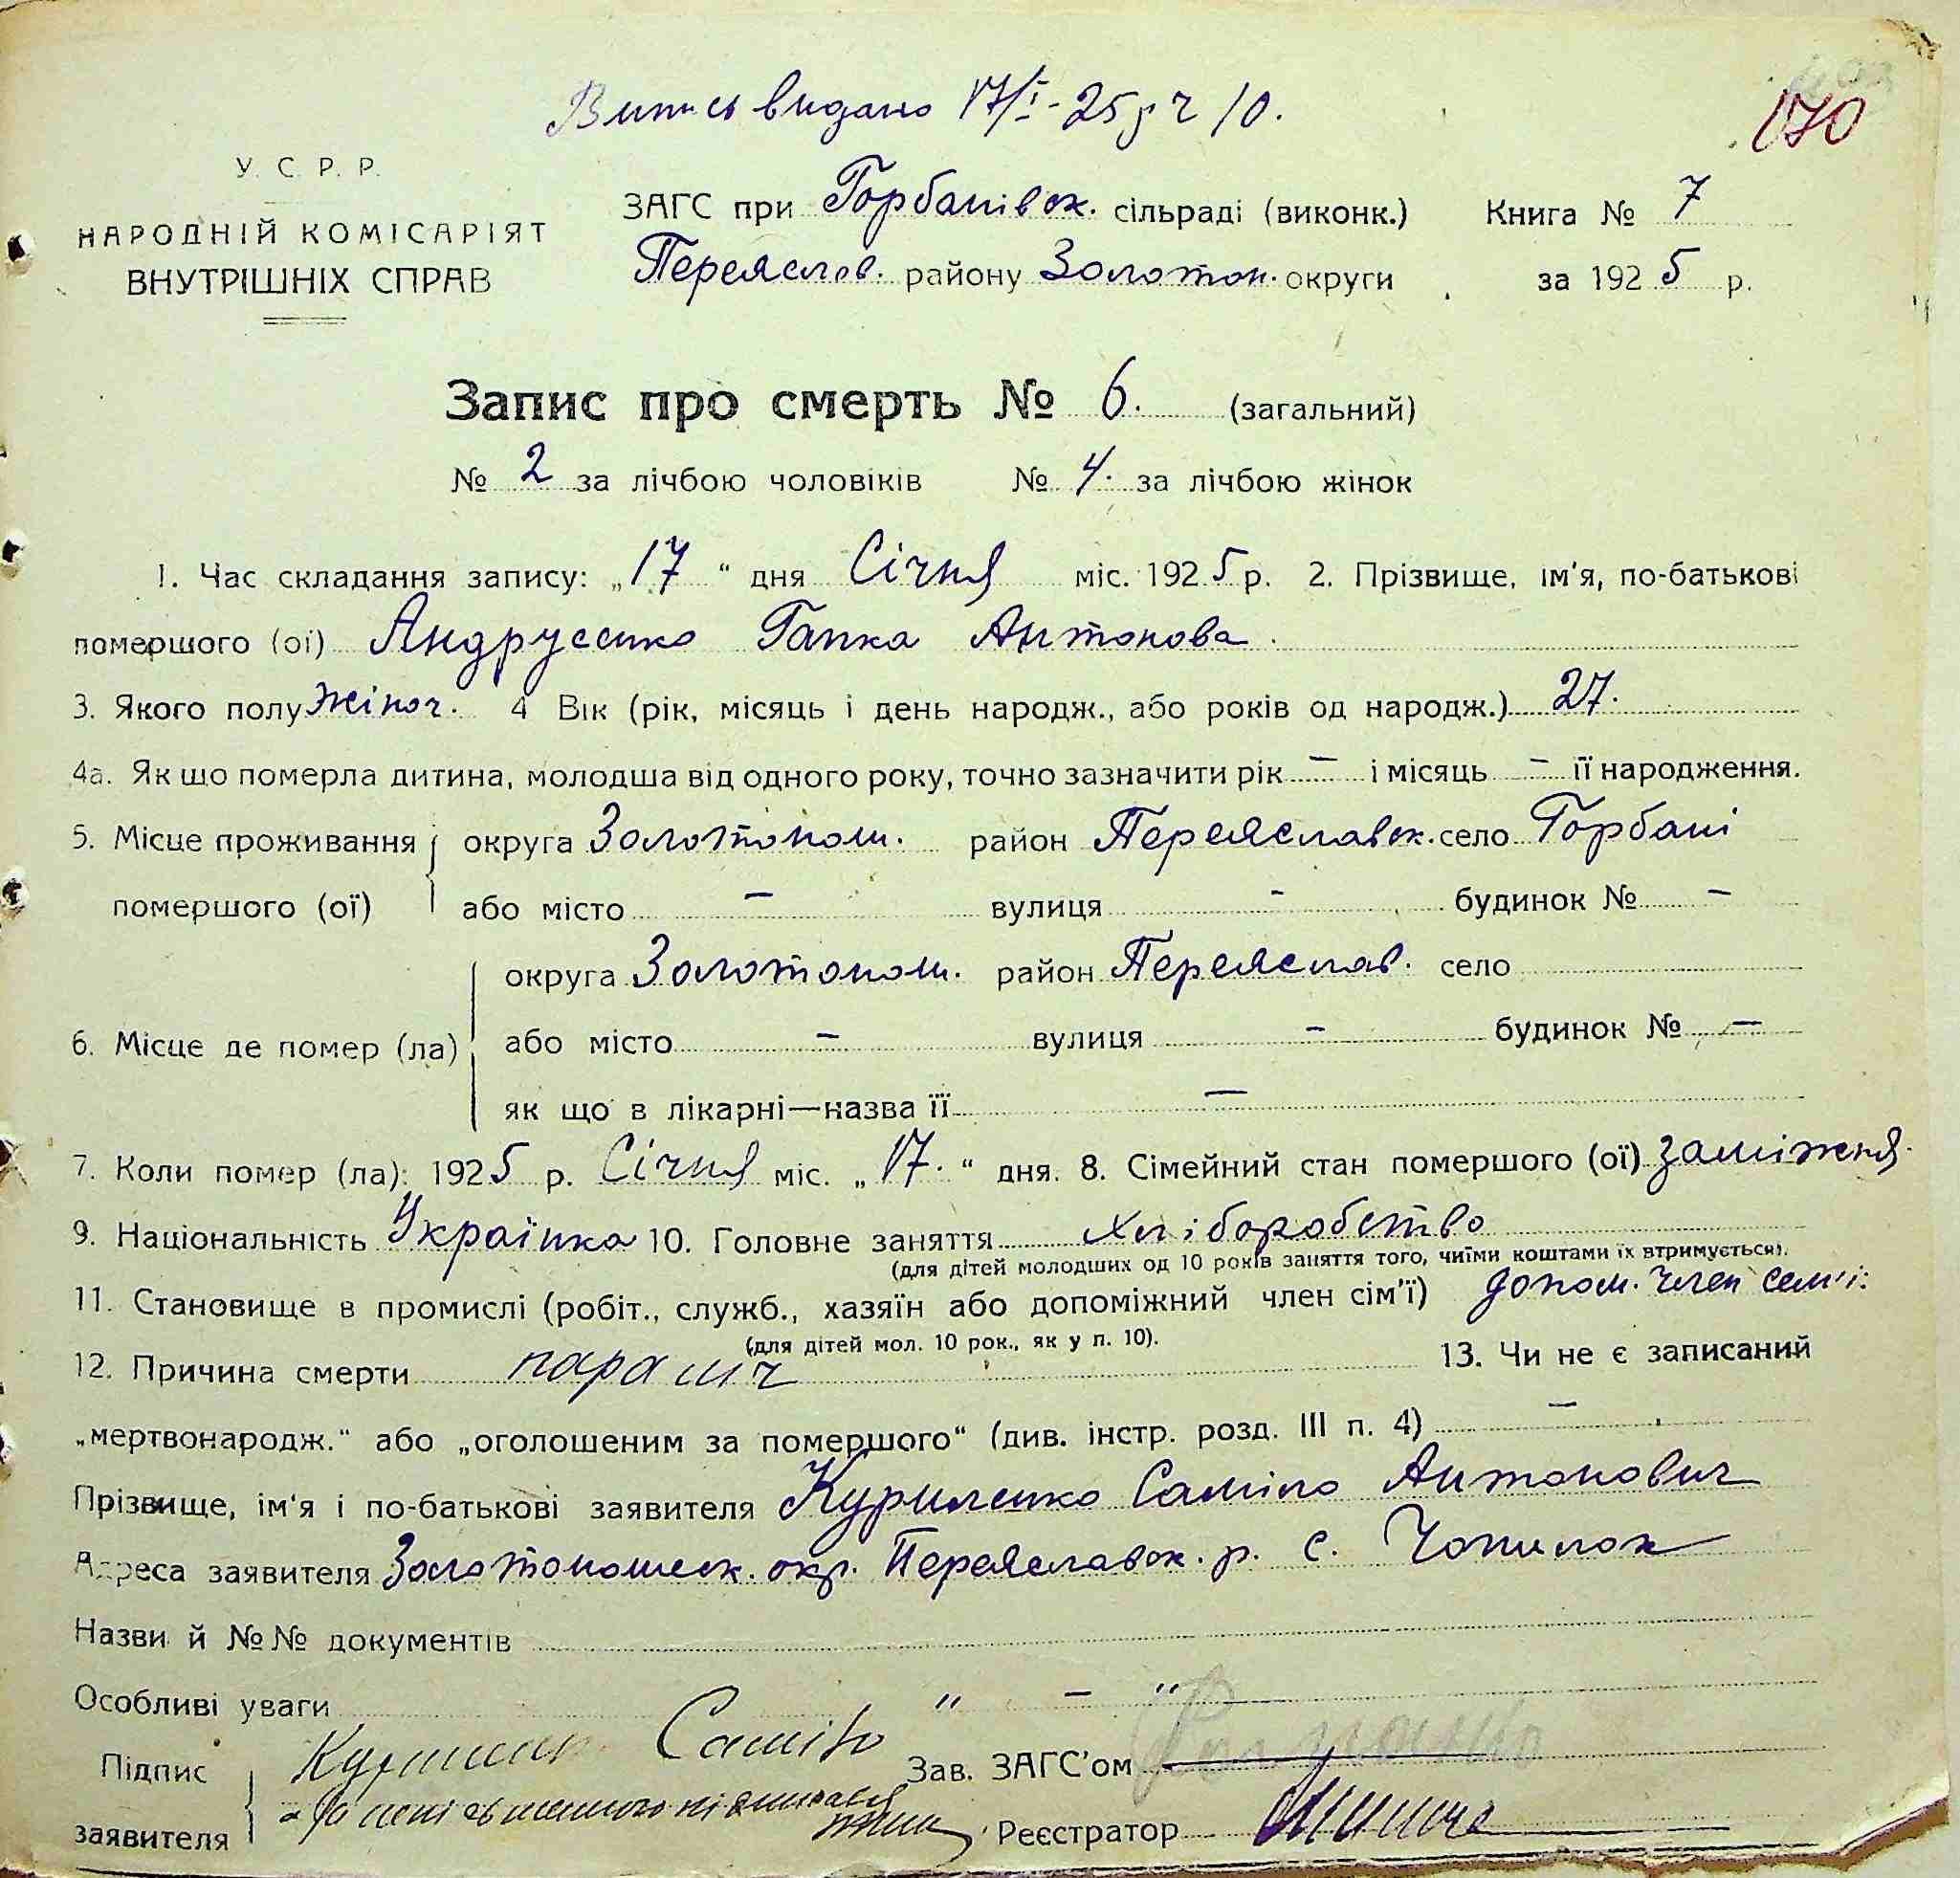 Випись видано 17/I-25 р ч 10.
170
У. С. Р. Р.
НАРОДНІЙ КОМІСАРІЯТ
ВНУТРІШНІХ СПРАВ
ЗАГС при Горбанівск. сільраді (виконк.) Книга № 7
Переяслов. району Золотон. округи за 1925 р.
Запис про смерть № 6. (загальний)
№ 2 за лічбою чоловіків № 4. за лічбою жінок
1. Час складання запису: „17“ дня Січня міс. 1925 р. 2. Прізвище, ім'я, по-батькові
помершого (ої) Андрусенко Гапка Антонова.
3. Якого полу жіноч. 4 Вік (рік, місяць і день народж., або років од народж.) 27.
4а. Як що померла дитина, молодша від одного року, точно зазначити рік — і місяць — її народження.
5. Місце проживання округа Золотонош. район Переяславск. село Горбані
помершого (ої) або місто — вулиця - будинок № —
округа Золотонош. район Переяслав. село
6. Місце де помер (ла) або місто — вулиця — будинок № —
як що в лікарні—назва її —
7. Коли помер (ла): 1925 р. Січня міс. „17.“ дня. 8. Сімейний стан помершого (ої) заміжня.
9. Національність Українка 10. Головне заняття хліборобство
(для дітей молодших од 10 років заняття того, чиїми коштами їх втримується).
11. Становище в промислі (робіт., служб., хазяїн або допоміжний член сім'ї) допом. член сем'ї.
(для дітей мол. 10 рок., як у п. 10).
12. Причина смерти параліч 13. Чи не є записаний
„мертвонародж.“ або „оголошеним за помершого“ (див. інстр. розд. III п. 4) —
Прізвище, ім'я і по-батькові заявителя Куриленко Саміло Антонович
Адреса заявителя Золотоношеск. окр. Переяславск. р. с. Чопилок
Назви й №№ документів
Особливі уваги " — "
Підпис Саміло Зав. ЗАГС'ом
заявителя Реєстратор